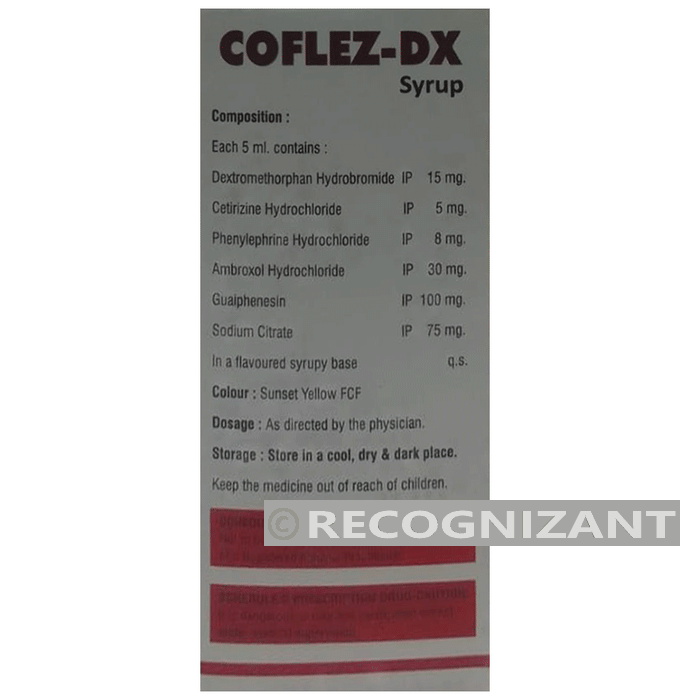 COFLEZ-DX
Syrup
Composition :
Each 5 ml. contains :
Dextromethorphan Hydrobromide IP 15 mg.
Cetirizine Hydrochloride IP 5 mg.
Phenylephrine Hydrochloride IP 8 mg.
Ambroxol Hydrochloride IP 30 mg.
Guaiphenesin IP 100 mg.
Sodium Citrate IP 75 mg.
In a flavoured syrupy base q.s.
Colour : Sunset Yellow FCF
Dosage : As directed by the physician.
Storage : Store in a cool, dry & dark place.
Keep the medicine out of reach of children.
© RECOGNIZANT
PRESCRIPTION DRUG-CAUTION